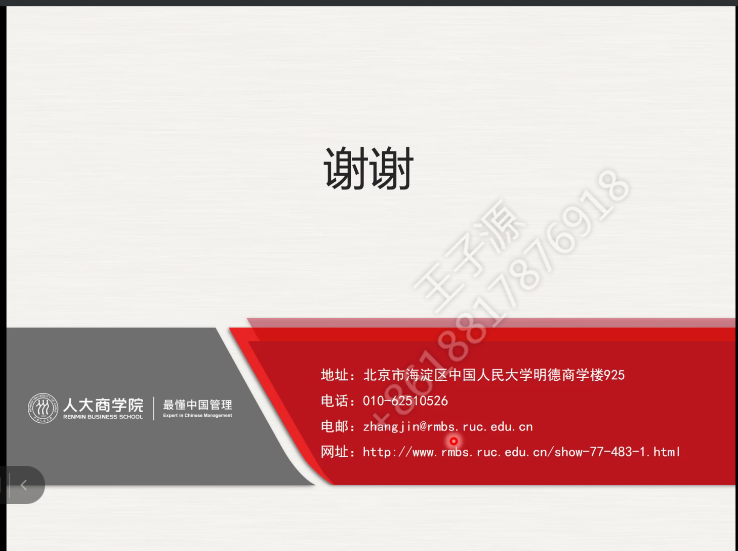 谢谢
王子源
+8618817876918
人大商学院
RENMIN BUSINESS SCHOOL
最懂中国管理
Expert in Chinese Management
地址：北京市海淀区中国人民大学明德商学楼925
电话：010-62510526
电邮：zhangjin@rmbs.ruc.edu.cn
网址：http://www.rmbs.ruc.edu.cn/show-77-483-1.html